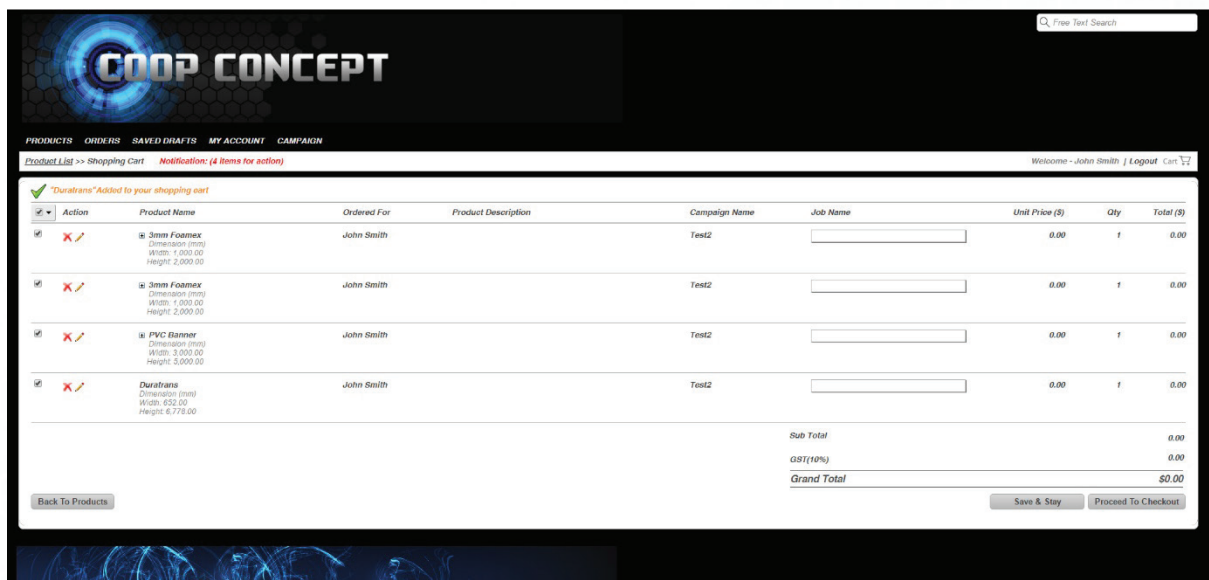 Free Text Search
COOP CONCEPT
PRODUCTS ORDERS SAVED DRAFTS MY ACCOUNT CAMPAIGN
Product List >> Shopping Cart Notification: (4 items for action) Welcome - John Smith | Logout Cart
"Duratrans"Added to your shopping cart
Action Product Name Ordered For Product Description Campaign Name Job Name Unit Price ($) Qty Total ($)
3mm Foamex John Smith Test2 0.00 1 0.00
Dimension (mm)
Width: 1,000.00
Height: 2,000.00
3mm Foamex John Smith Test2 0.00 1 0.00
Dimension (mm)
Width: 1,000.00
Height: 2,000.00
PVC Banner John Smith Test2 0.00 1 0.00
Dimension (mm)
Width: 3,000.00
Height: 5,000.00
Duratrans John Smith Test2 0.00 1 0.00
Dimension (mm)
Width: 652.00
Height: 6,778.00
Sub Total 0.00
GST(10%) 0.00
Grand Total $0.00
Back To Products Save & Stay Proceed To Checkout